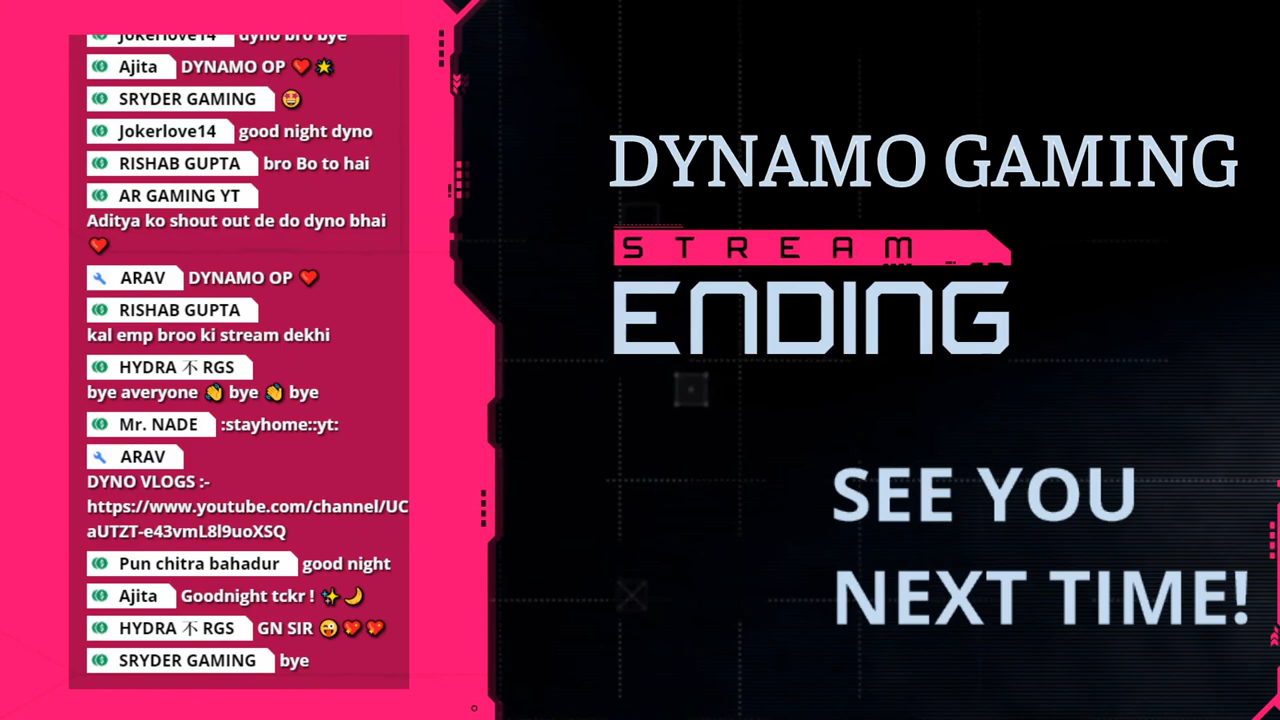 Jokerlove14 dyno bro bye
Ajita DYNAMO OP ❤️🌟
SRYDER GAMING 🤩
Jokerlove14 good night dyno
RISHAB GUPTA bro Bo to hai
AR GAMING YT
Aditya ko shout out de do dyno bhai
❤️
ARAV DYNAMO OP ❤️
RISHAB GUPTA
kal emp broo ki stream dekhi
HYDRA 不 RGS
bye averyone 👏 bye 👏 bye
Mr. NADE :stayhome::yt:
ARAV
DYNO VLOGS :-
https://www.youtube.com/channel/UC
aUTZT-e43vmL8l9uoXSQ
Pun chitra bahadur good night
Ajita Goodnight tckr ! ✨🌙
HYDRA 不 RGS GN SIR 😜💖💖
SRYDER GAMING bye
DYNAMO GAMING
STREAM
ENDING
SEE YOU
NEXT TIME!